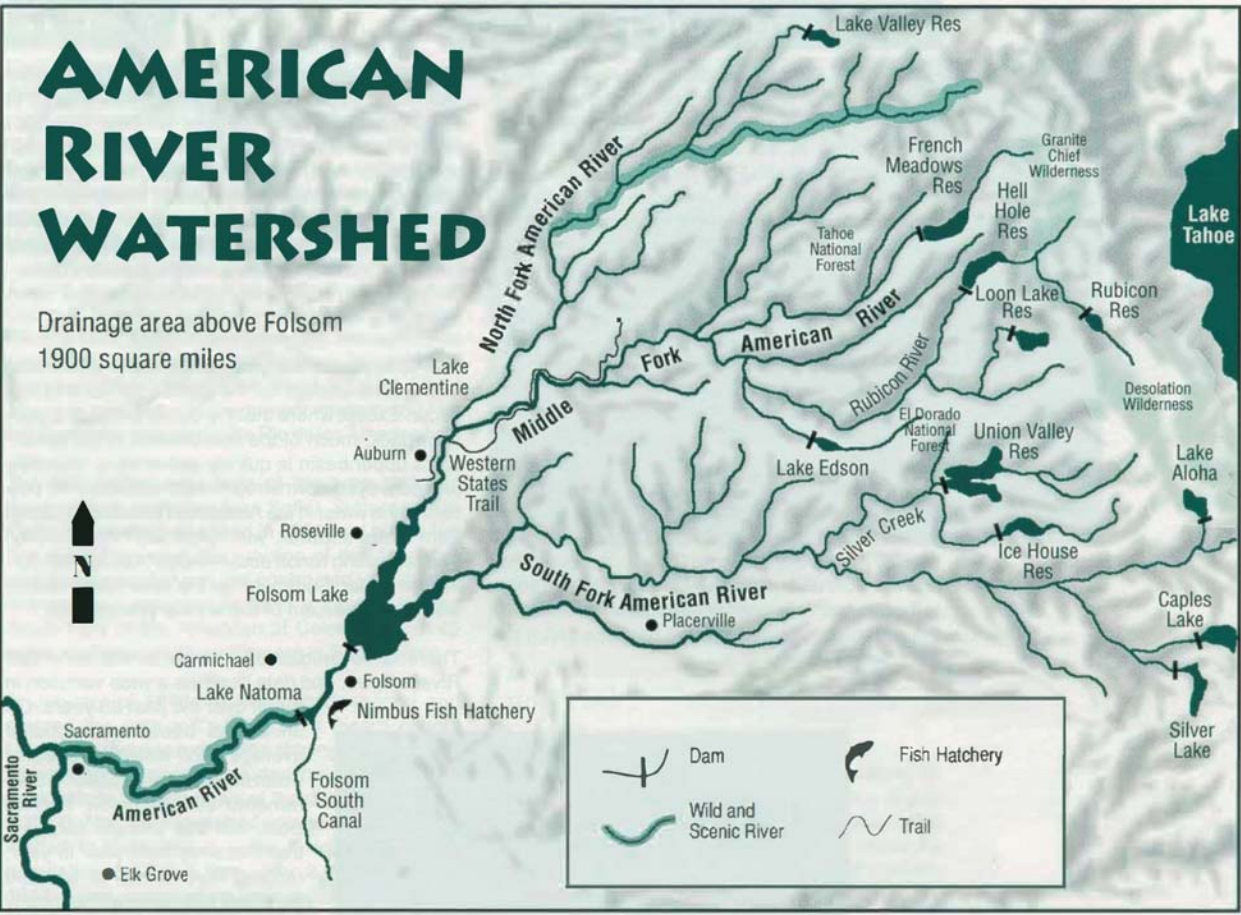 AMERICAN
RIVER
WATERSHED
Drainage area above Folsom
1900 square miles
Lake Valley Res
North Fork American River
French
Meadows
Res
Granite
Chief
Wilderness
Hell
Hole
Res
Lake
Tahoe
Tahoe
National
Forest
Loon Lake
Res
Rubicon
Res
Middle Fork American River
Rubicon River
Lake
Clementine
Desolation
Wilderness
El Dorado
National
Forest
Union Valley
Res
Auburn
Western
States
Trail
Lake Edson
Lake
Aloha
Roseville
Silver Creek
Ice House
Res
N
Folsom Lake
South Fork American River
Placerville
Caples
Lake
Carmichael
Lake Natoma
Folsom
Nimbus Fish Hatchery
Silver
Lake
Sacramento
American River
Sacramento
River
Folsom
South
Canal
Elk Grove
Dam
Fish Hatchery
Wild and
Scenic River
Trail